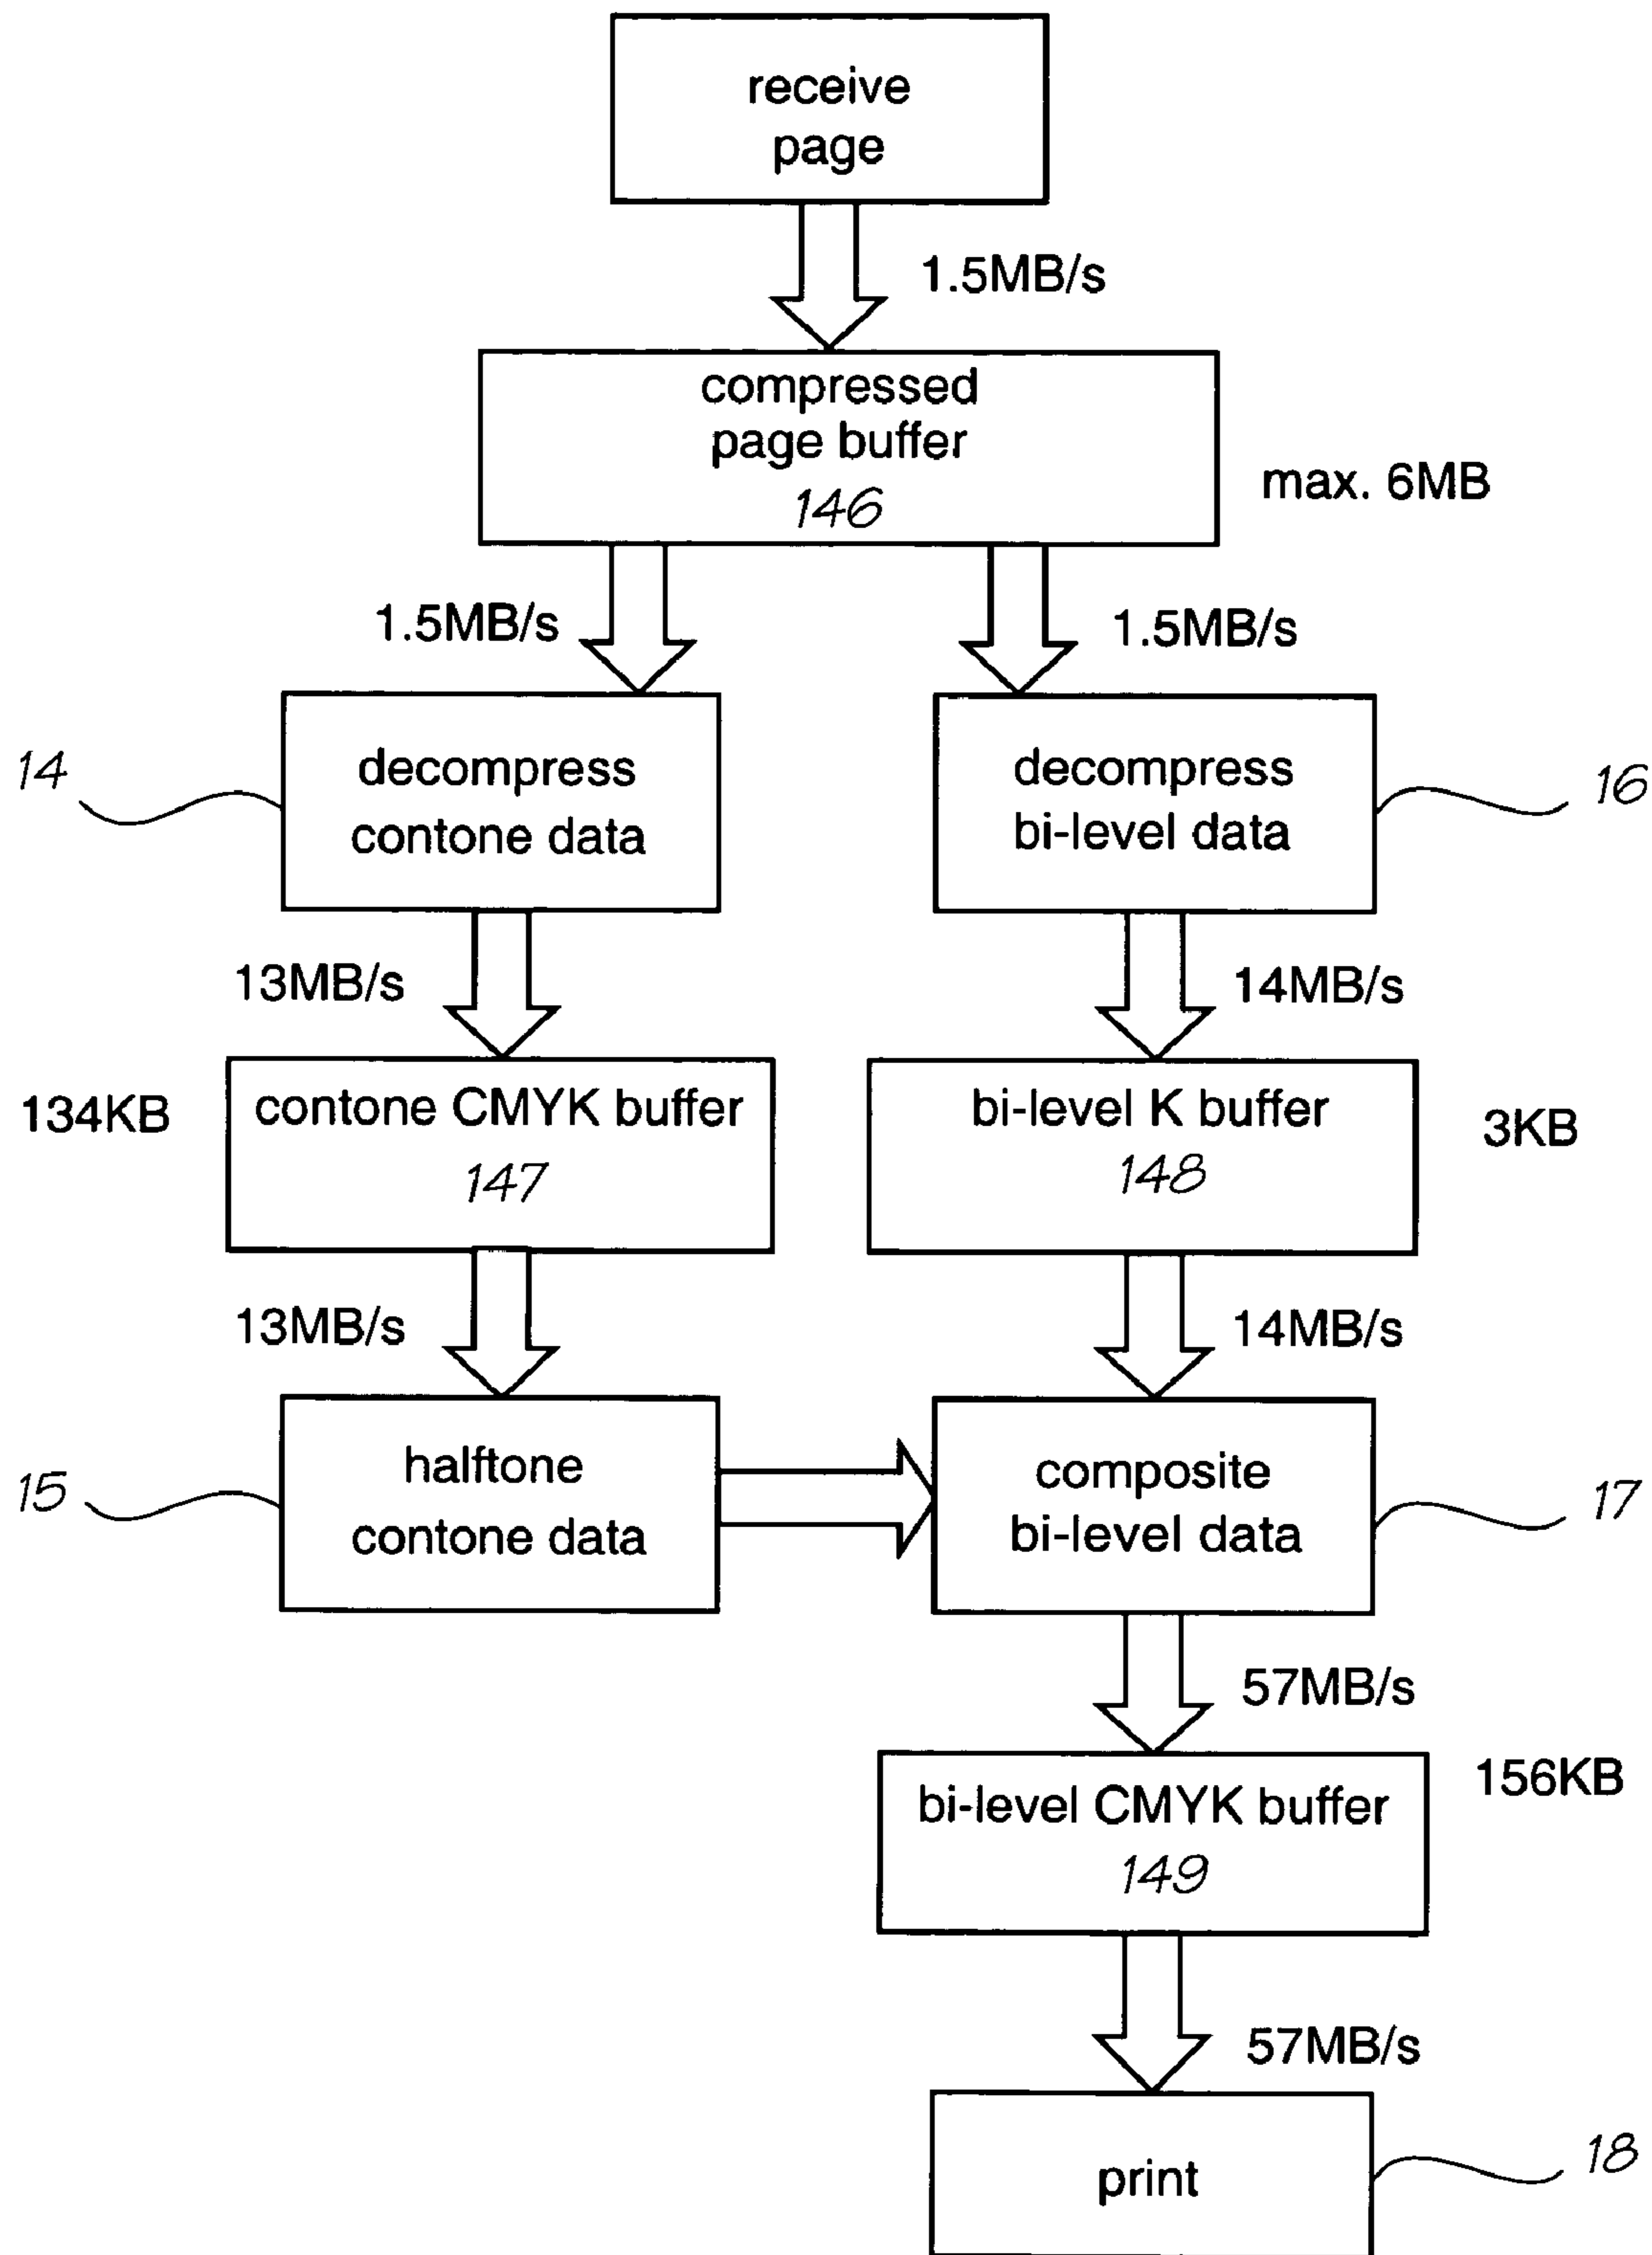 receive
page
1.5MB/s
compressed
page buffer
146
max. 6MB
1.5MB/s
1.5MB/s
14
decompress
contone data
decompress
bi-level data
16
13MB/s
14MB/s
134KB
contone CMYK buffer
147
bi-level K buffer
148
3KB
13MB/s
14MB/s
15
halftone
contone data
composite
bi-level data
17
57MB/s
bi-level CMYK buffer
149
156KB
57MB/s
print
18